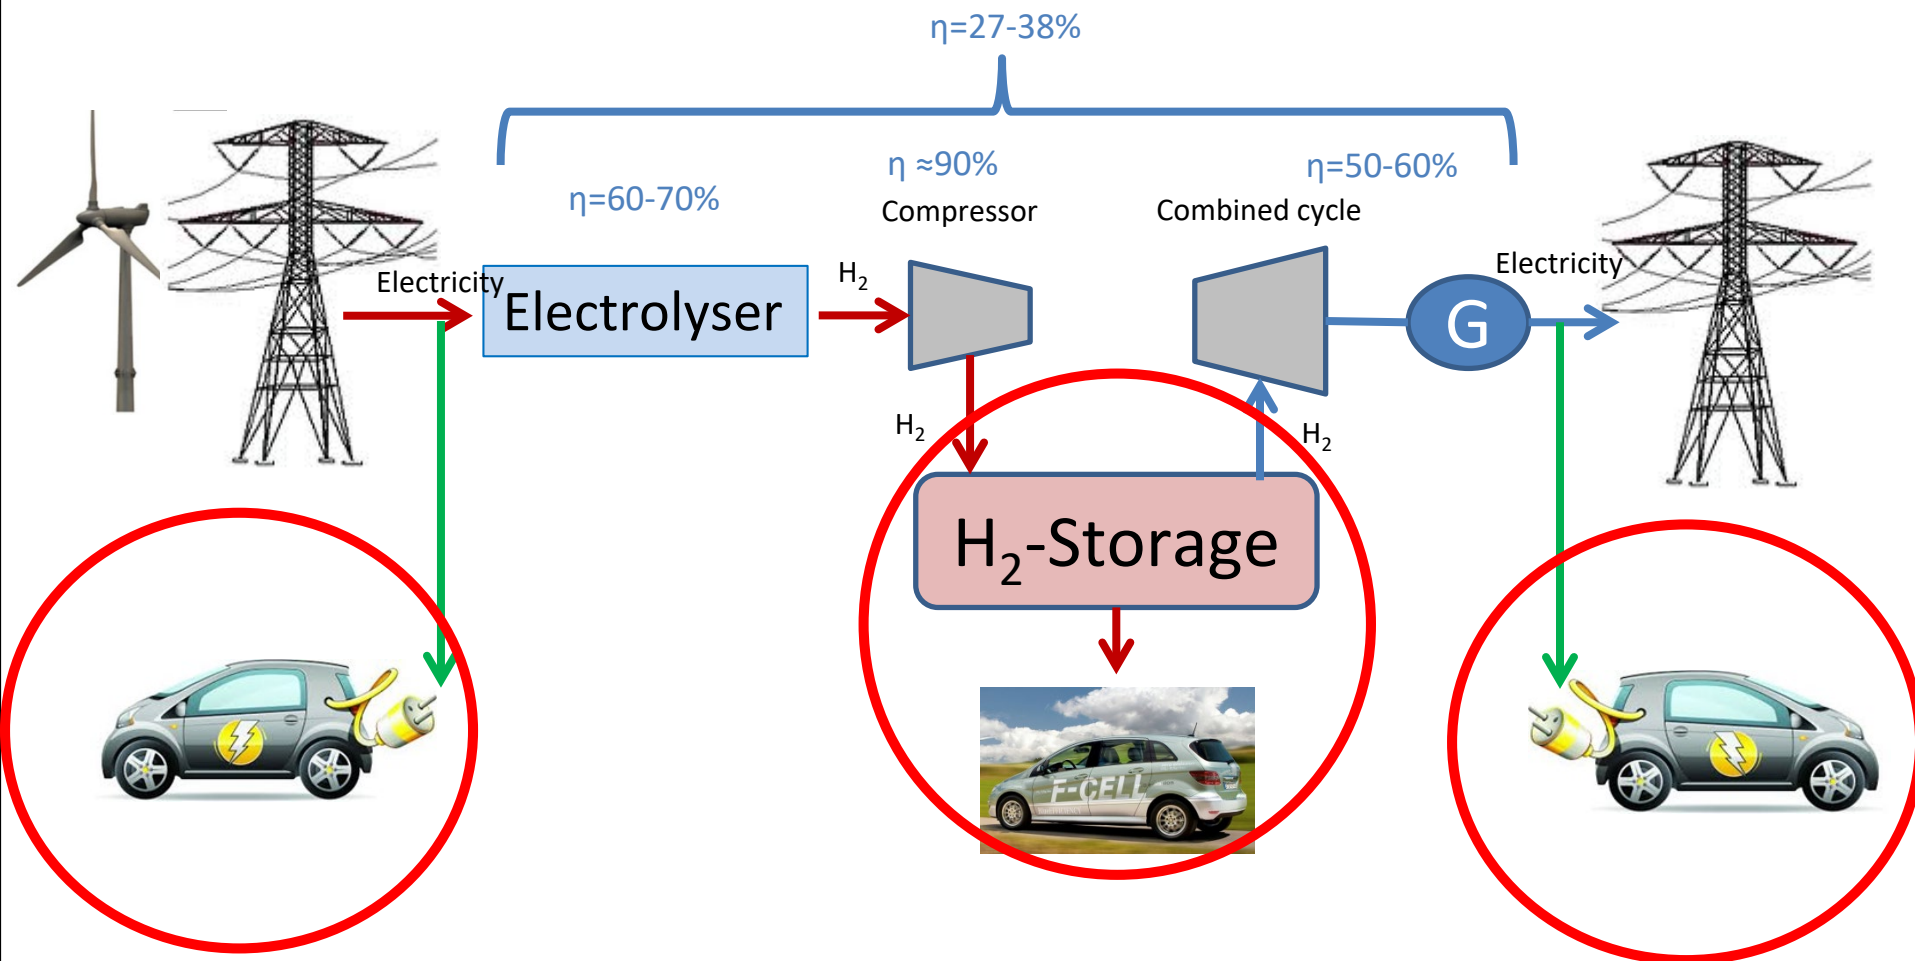 η=27-38%
η=60-70%
η ≈90%
η=50-60%
Compressor
Combined cycle
Electricity
Electrolyser
H₂
G
Electricity
H₂
H₂
H₂-Storage
F-CELL